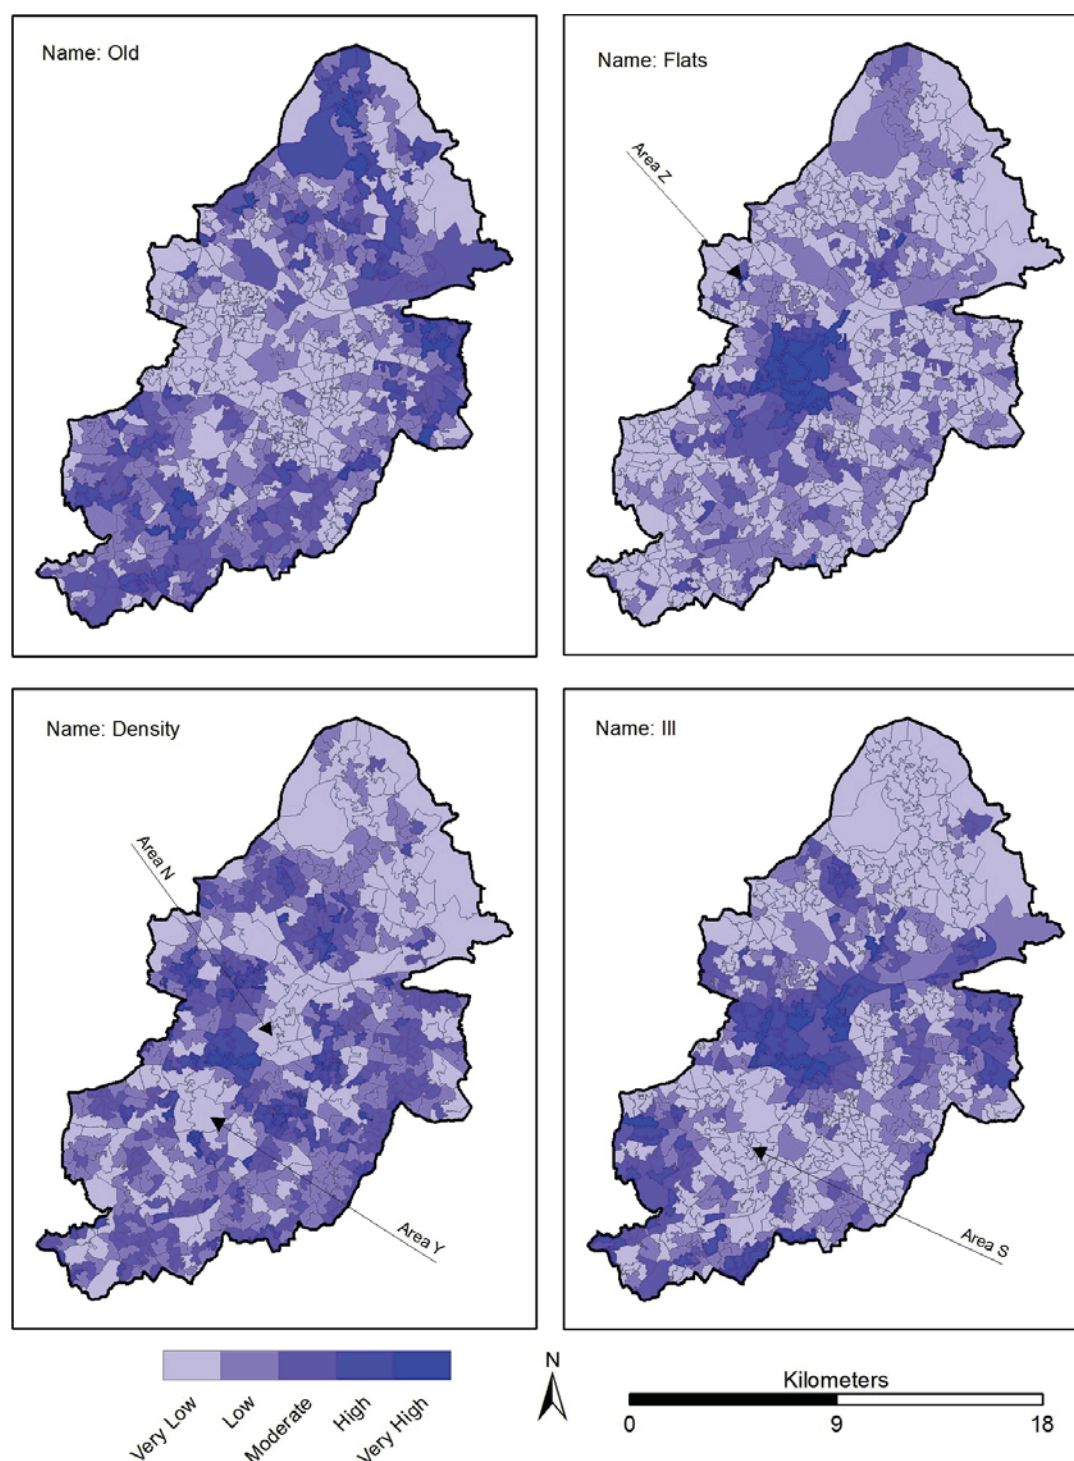 Name: Old
Name: Flats
Area Z
Name: Density
Name: Ill
Area N
Area Y
Area S
Very Low
Low
Moderate
High
Very High
N
Kilometers
0 9 18